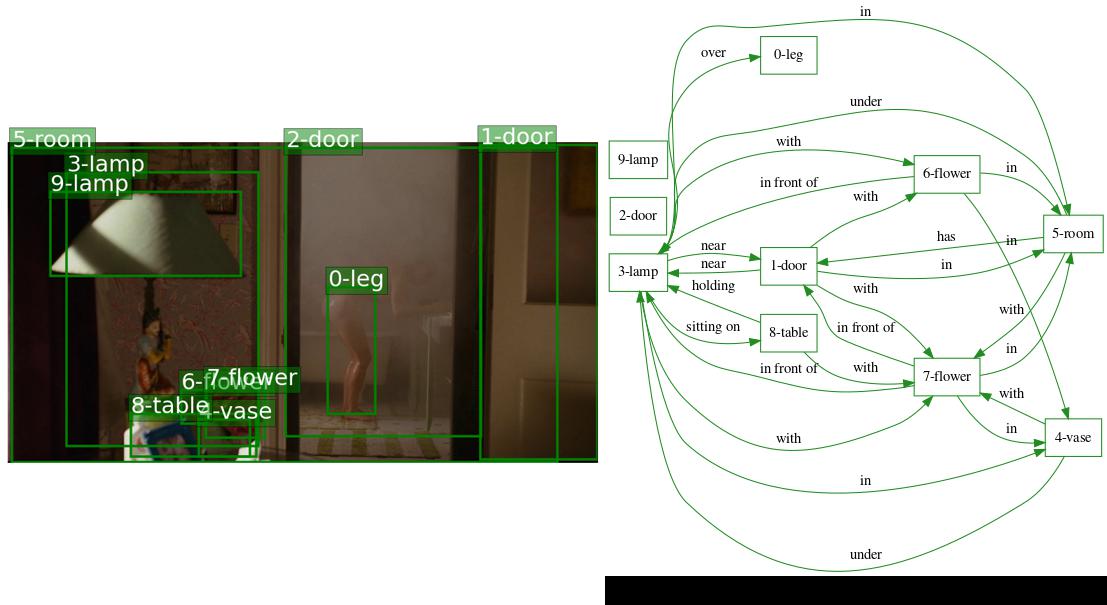 5-room
2-door
1-door
3-lamp
9-lamp
0-leg
6-flower
7-flower
8-table
4-vase
in
over
0-leg
under
with
9-lamp
in front of
6-flower
in
with
2-door
5-room
has
in
near
3-lamp
near
1-door
in
holding
with
with
sitting on
8-table
in front of
in front of
with
7-flower
in
with
in
4-vase
with
in
under